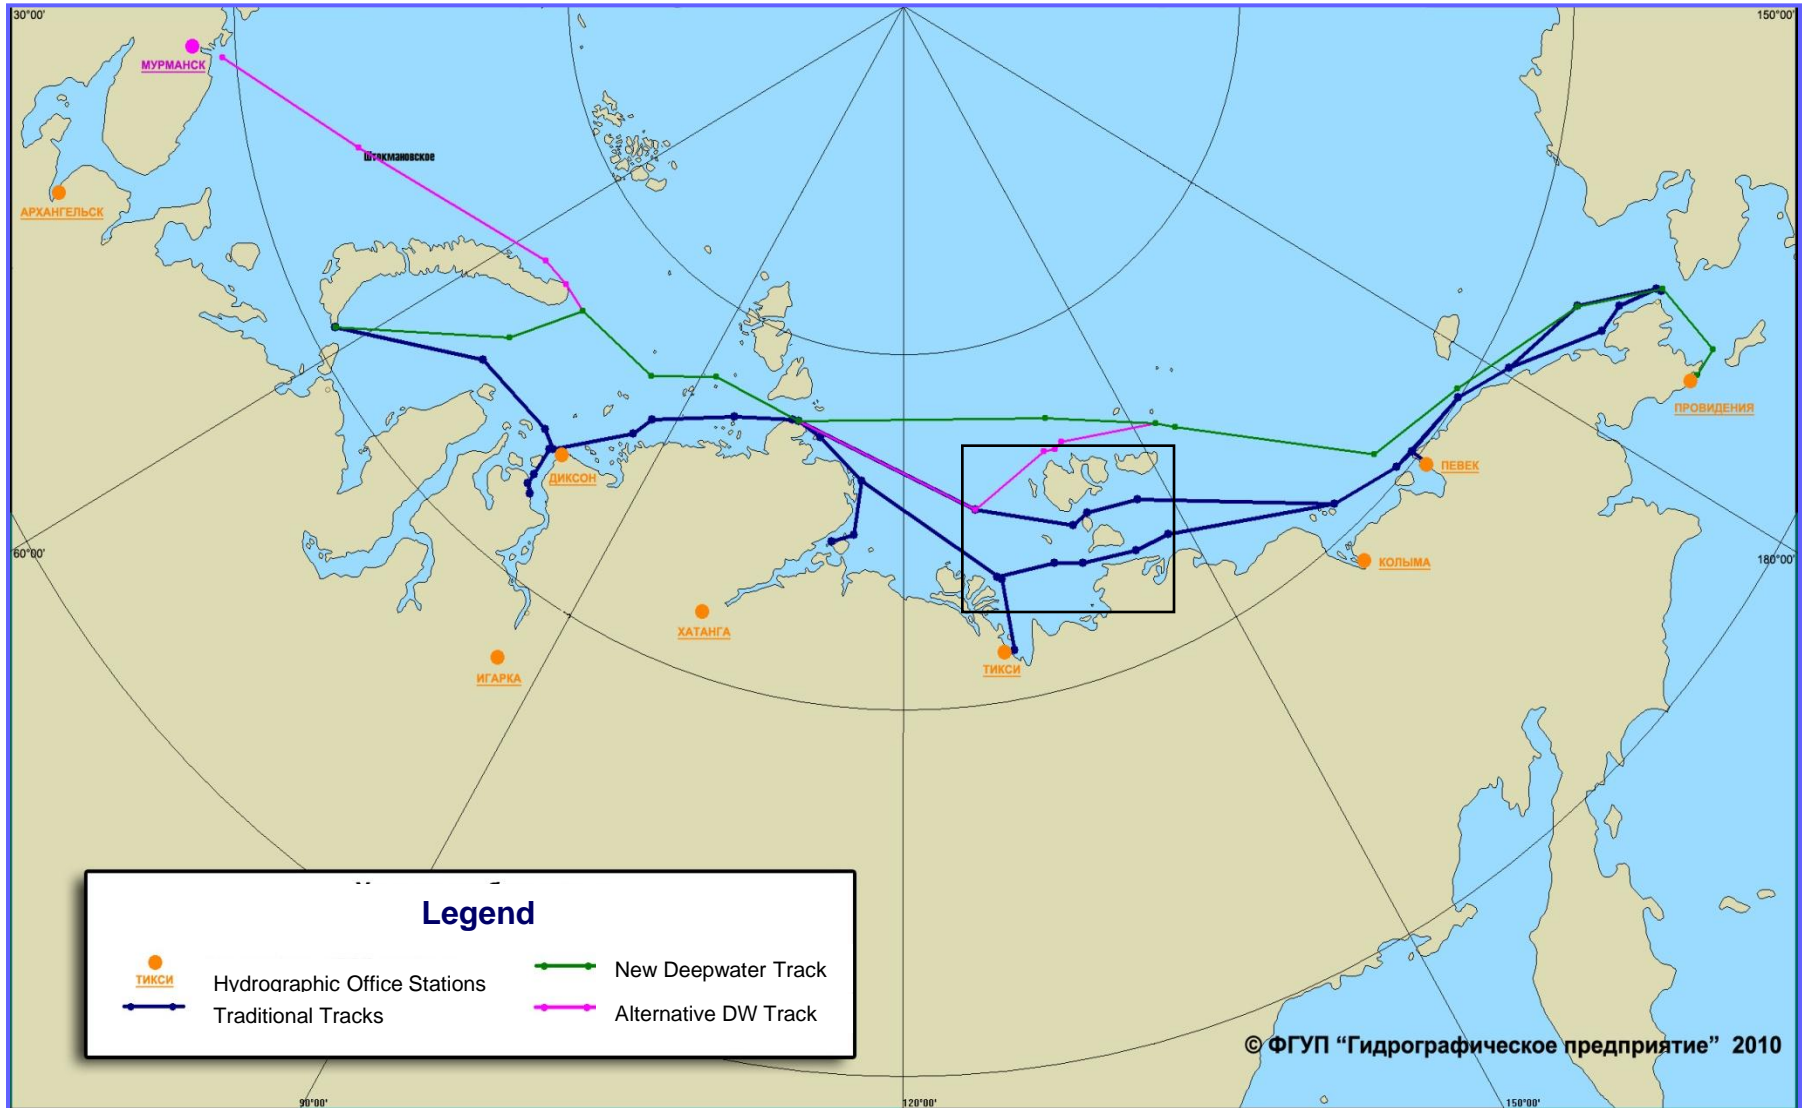 30°00'
150°00'
МУРМАНСК
Штокмановское
АРХАНГЕЛЬСК
ПРОВИДЕНИЯ
ПЕВЕК
ДИКСОН
60°00'
180°00'
КОЛЫМА
ХАТАНГА
ТИКСИ
ИГАРКА
Legend
ТИКСИ
Hydrographic Office Stations
New Deepwater Track
Traditional Tracks
Alternative DW Track
© ФГУП “Гидрографическое предприятие” 2010
90°00'
120°00'
150°00'